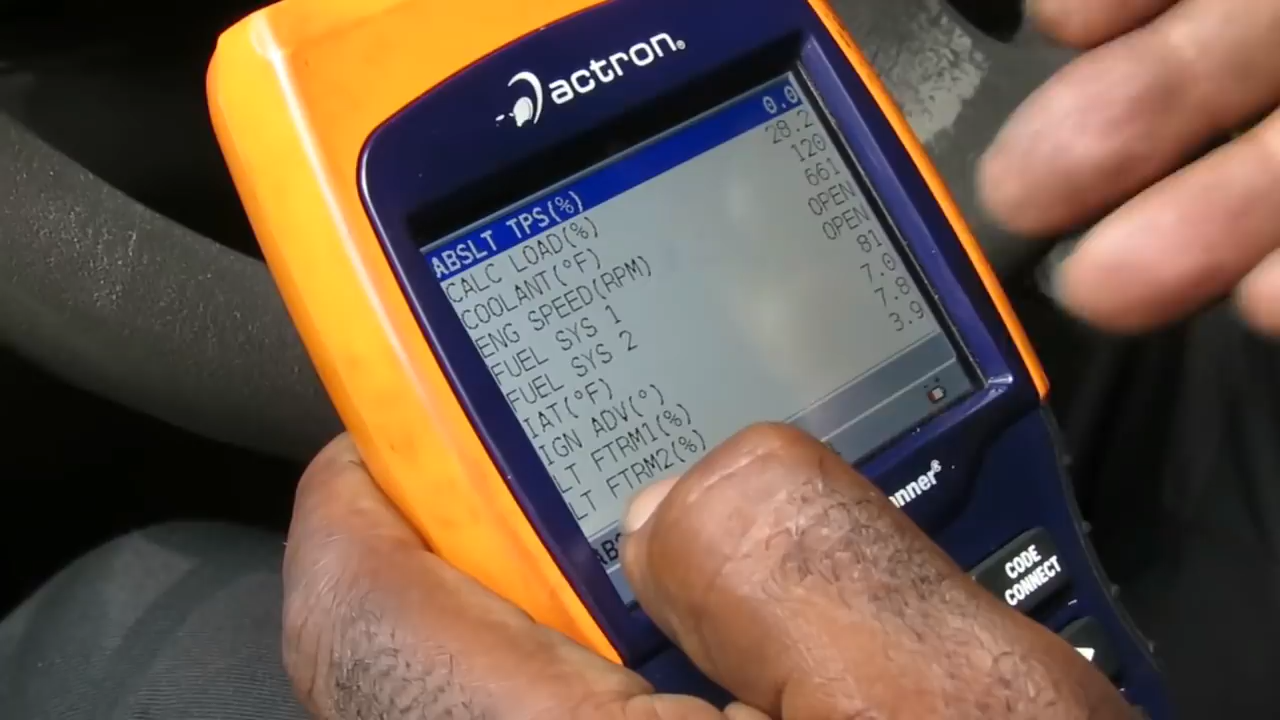 actron®
ABSLT TPS(%) 0.0
CALC LOAD(%) 28.2
COOLANT(°F) 120
ENG SPEED(RPM) 661
FUEL SYS 1 OPEN
FUEL SYS 2 OPEN
IAT(°F) 81
IGN ADV(°) 7.0
LT FTRM1(%) 7.8
LT FTRM2(%) 3.9
CODE
CONNECT